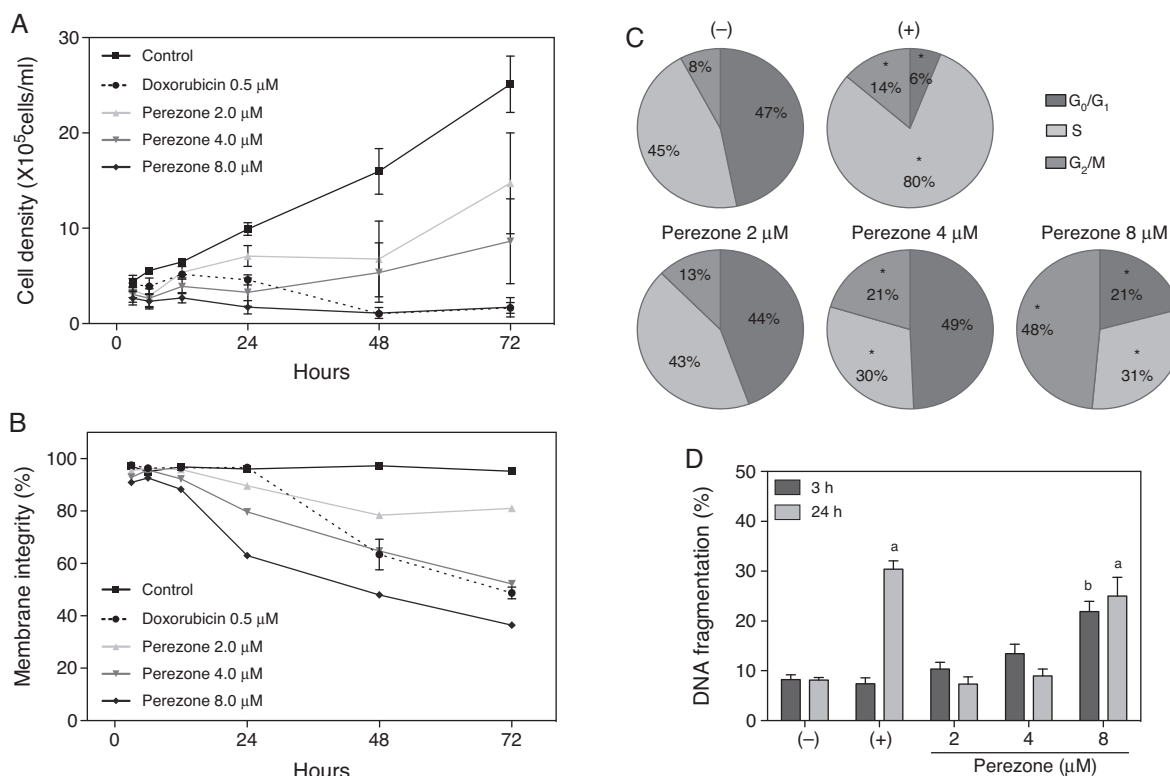 A
Cell density (X10⁵cells/ml)
30
20
10
0
Control
Doxorubicin 0.5 μM
Perezone 2.0 μM
Perezone 4.0 μM
Perezone 8.0 μM
0 24 48 72
Hours
B
Membrane integrity (%)
100
80
60
40
20
0
Control
Doxorubicin 0.5 μM
Perezone 2.0 μM
Perezone 4.0 μM
Perezone 8.0 μM
0 24 48 72
Hours
C
(–)
8%
47%
45%
(+)
* *
14% 6%
*
80%
G₀/G₁
S
G₂/M
Perezone 2 μM
13%
44%
43%
Perezone 4 μM
*
21%
49%
*
30%
Perezone 8 μM
*
21%
*
48%
*
31%
D
DNA fragmentation (%)
50
40
30
20
10
0
3 h
24 h
a
b
a
(–) (+) 2 4 8
Perezone (μM)